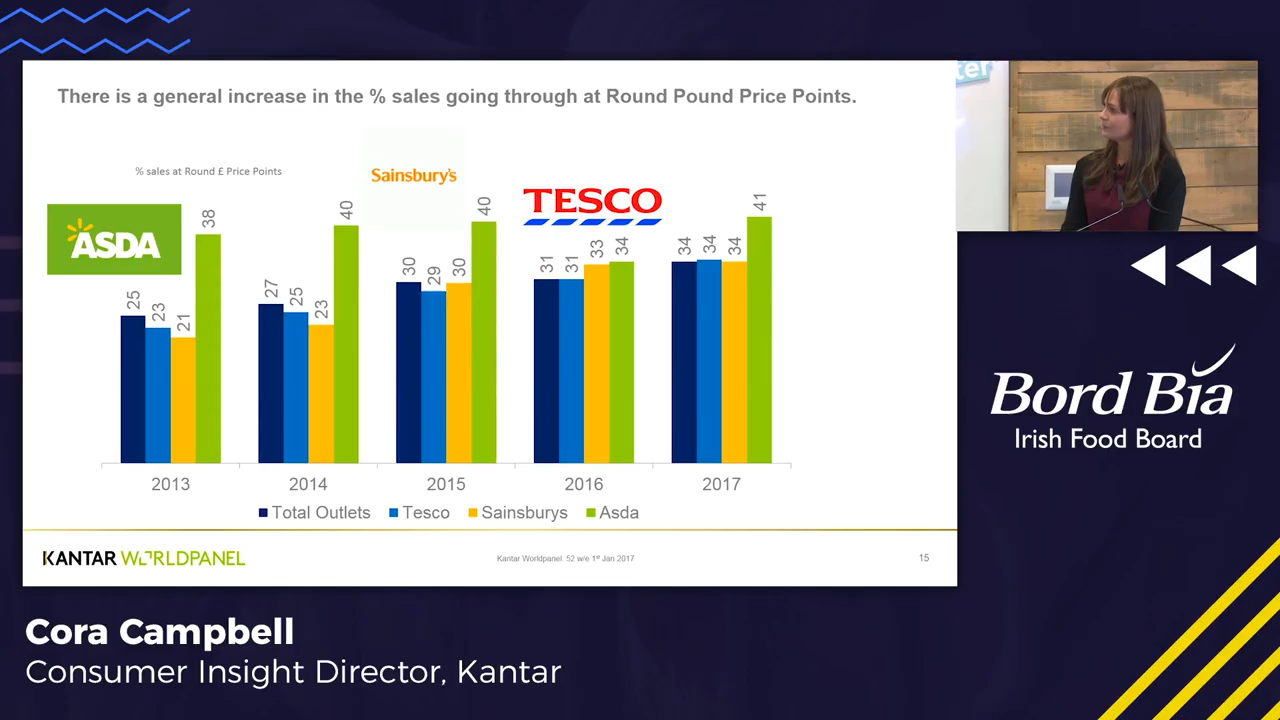 There is a general increase in the % sales going through at Round Pound Price Points.
ter
% sales at Round £ Price Points
Sainsbury's
TESCO
ASDA
25
23
21
38
27
25
23
40
30
29
30
40
31
31
33
34
34
34
34
41
2013
2014
2015
2016
2017
Total Outlets
Tesco
Sainsburys
Asda
KANTAR WORLDPANEL
Kantar Worldpanel 52 w/e 1st Jan 2017
15
Bord Bia
Irish Food Board
Cora Campbell
Consumer Insight Director, Kantar